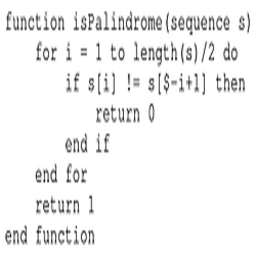 function isPalindrome(sequence s)
    for i = 1 to length(s)/2 do
        if s[i] != s[$-i+1] then
            return 0
        end if
    end for
    return 1
end function